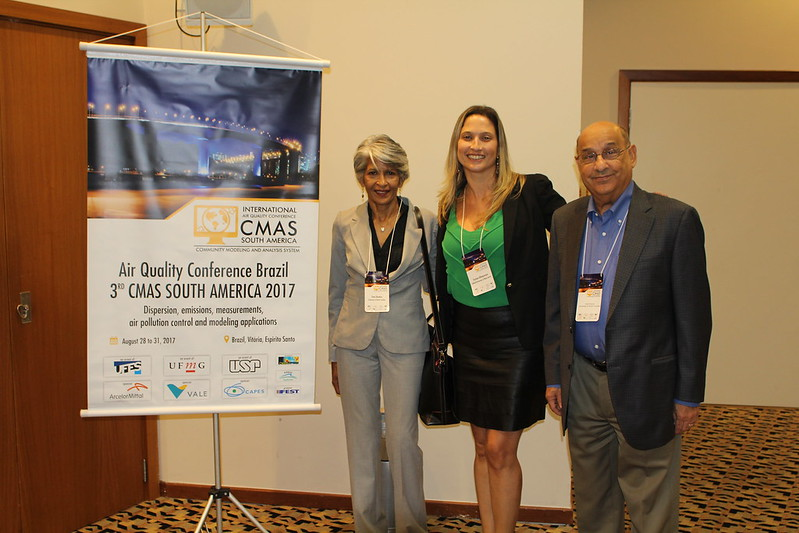 INTERNATIONAL
AIR QUALITY CONFERENCE
CMAS
SOUTH AMERICA
COMMUNITY MODELING AND ANALYSIS SYSTEM
Air Quality Conference Brazil
3RD CMAS SOUTH AMERICA 2017
Dispersion, emissions, measurements,
air pollution control and modeling applications
August 28 to 31, 2017
Brazil, Vitória, Espírito Santo
UFES
UFMG
USP
ArcelorMittal
VALE
CAPES
FEST